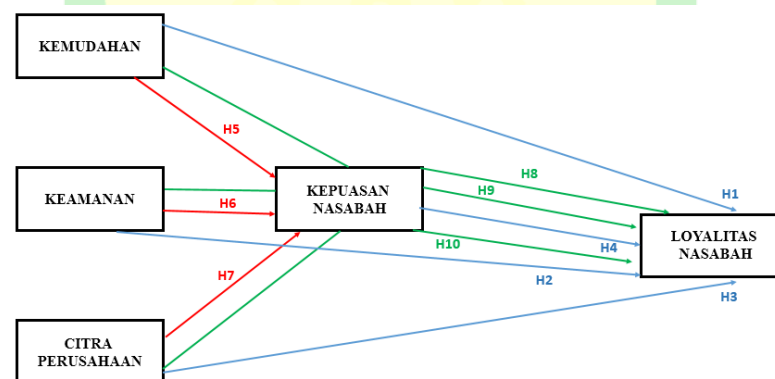 KEMUDAHAN
H5
KEAMANAN
H6
KEPUASAN
NASABAH
H8
H9
H1
H4
H10
LOYALITAS
NASABAH
H2
H7
H3
CITRA
PERUSAHAAN